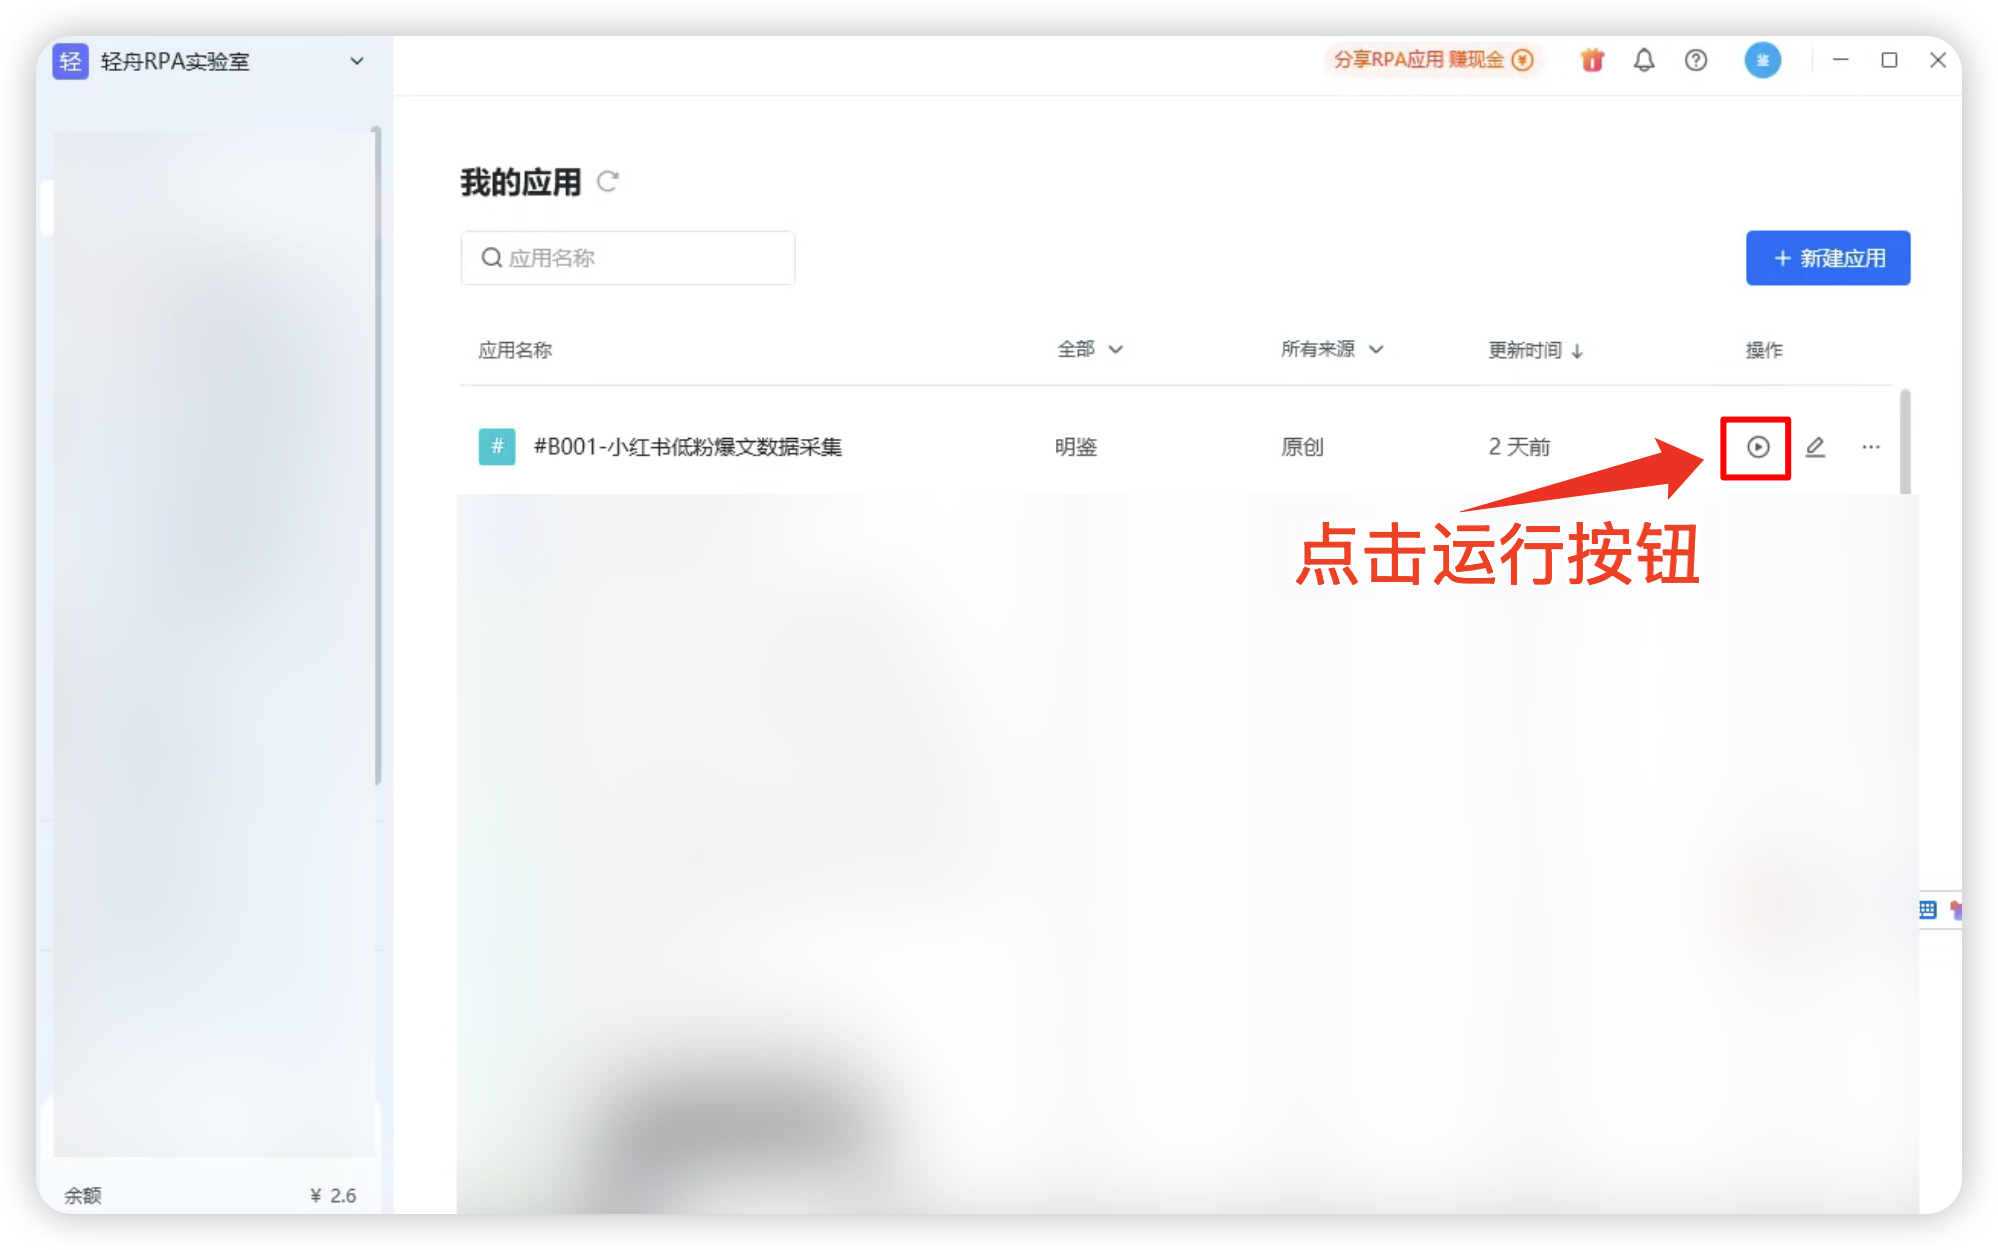 轻 轻舟RPA实验室
分享RPA应用 赚现金
鉴
我的应用
应用名称
+ 新建应用
应用名称 全部 所有来源 更新时间 ↓ 操作
# #B001-小红书低粉爆文数据采集 明鉴 原创 2 天前 ...
点击运行按钮
余额 ¥ 2.6